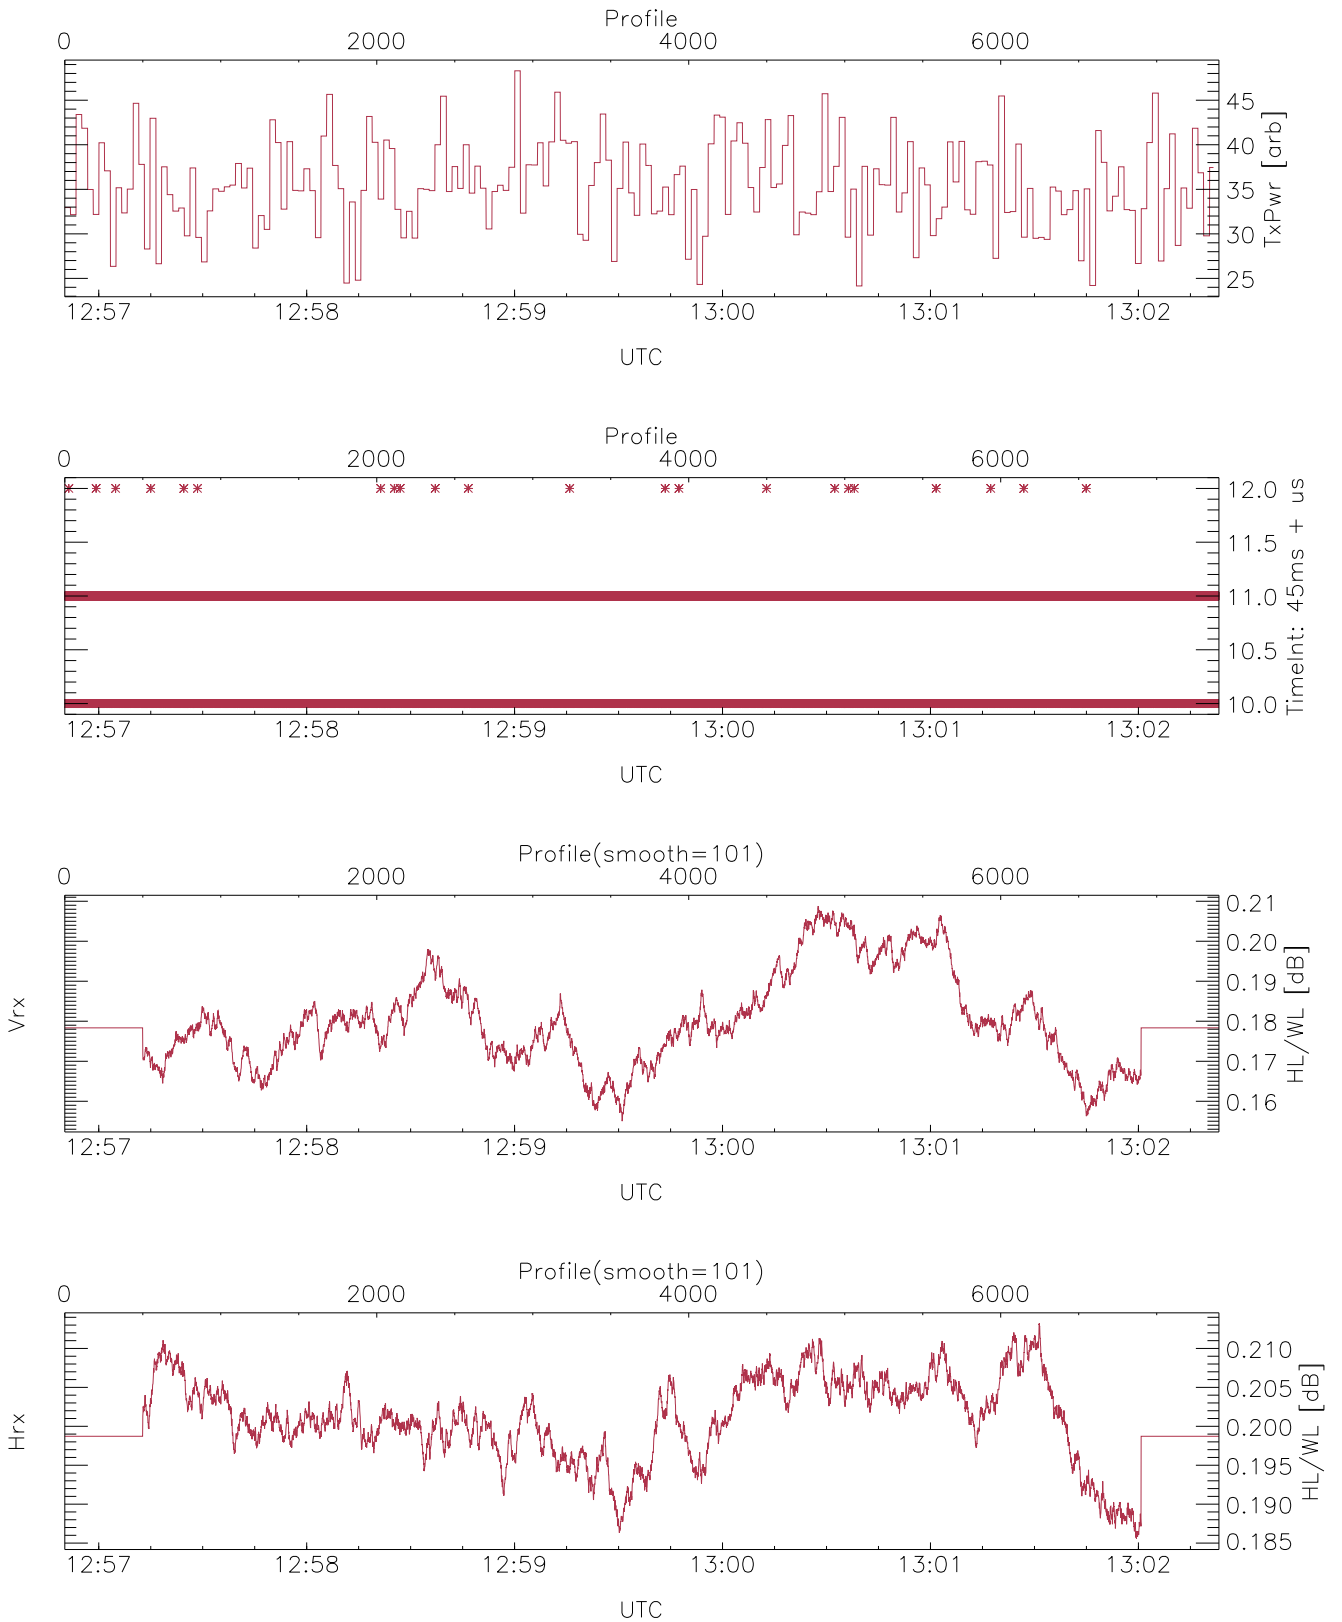 Profile
0 2000 4000 6000
45
40
35
30
25
TxPwr [arb]
12:57 12:58 12:59 13:00 13:01 13:02
UTC
Profile
0 2000 4000 6000
12.0
11.5
11.0
10.5
10.0
TimeInt: 45ms + us
12:57 12:58 12:59 13:00 13:01 13:02
UTC
Profile(smooth=101)
0 2000 4000 6000
Vrx
0.21
0.20
0.19
0.18
0.17
0.16
HL/WL [dB]
12:57 12:58 12:59 13:00 13:01 13:02
UTC
Profile(smooth=101)
0 2000 4000 6000
Hrx
0.210
0.205
0.200
0.195
0.190
0.185
HL/WL [dB]
12:57 12:58 12:59 13:00 13:01 13:02
UTC